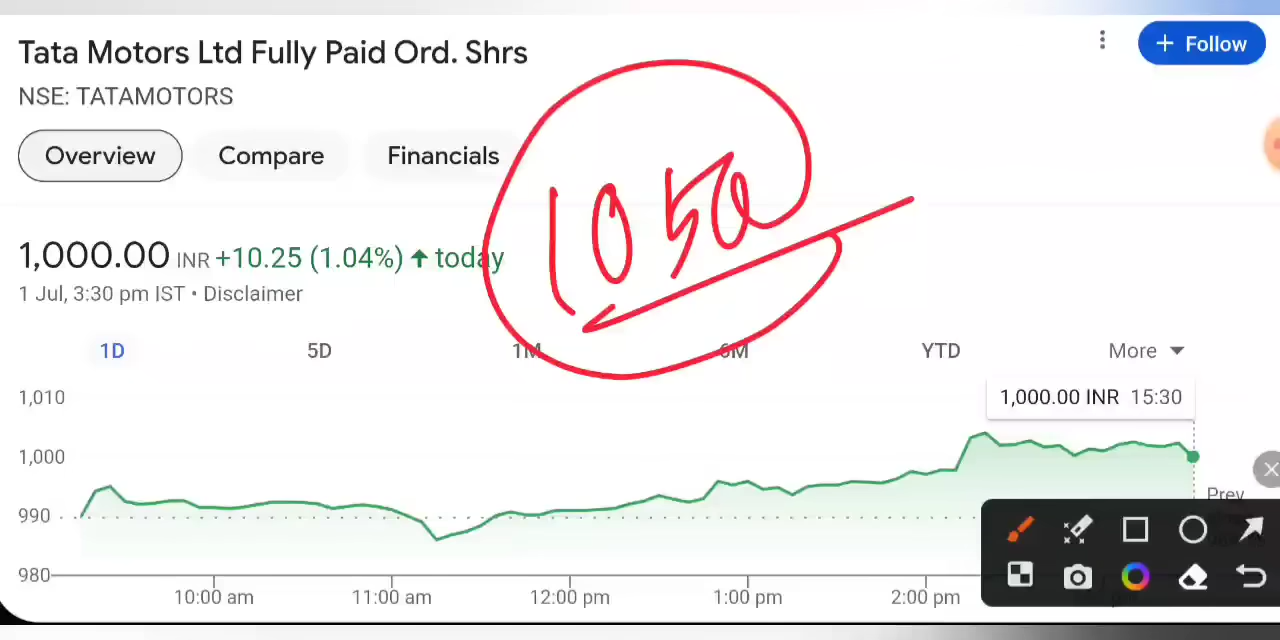 Tata Motors Ltd Fully Paid Ord. Shrs
+ Follow
NSE: TATAMOTORS
Overview Compare Financials
1050
1,000.00 INR +10.25 (1.04%) ↑ today
1 Jul, 3:30 pm IST • Disclaimer
1D 5D 1M 6M YTD More
1,000.00 INR 15:30
1,010
1,000
990
980
Prev
10:00 am 11:00 am 12:00 pm 1:00 pm 2:00 pm